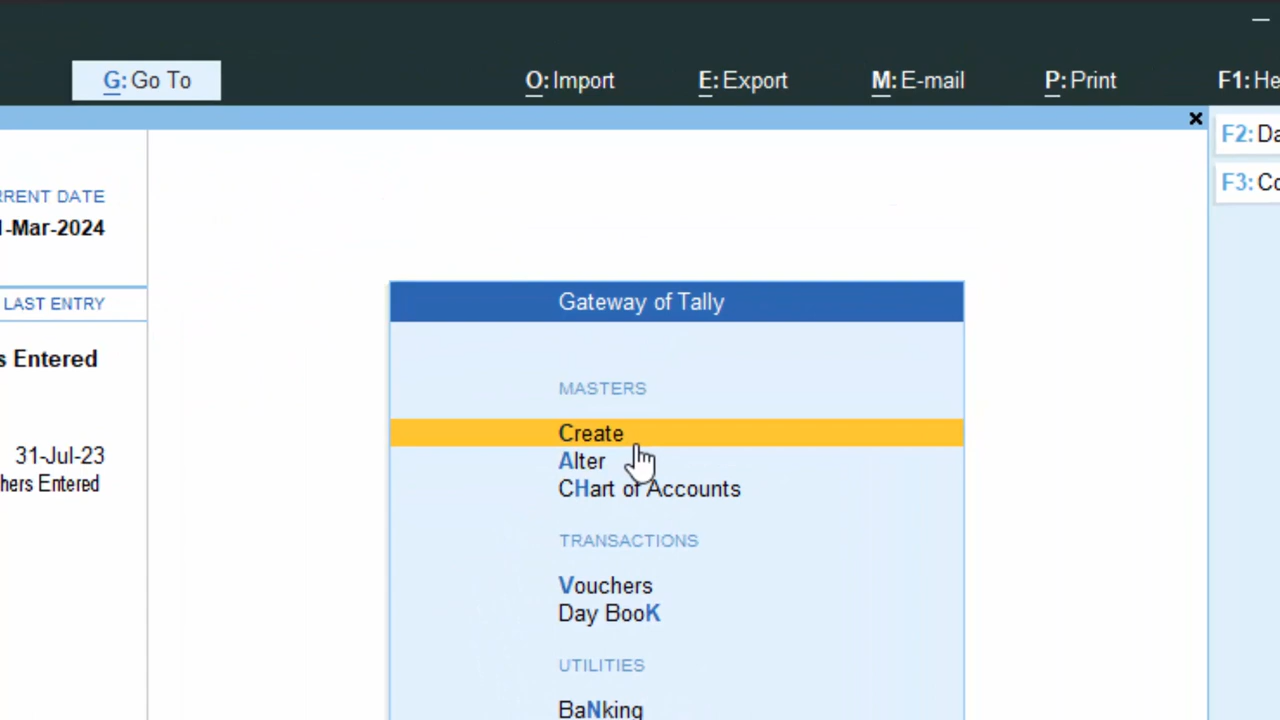 G: Go To
O: Import
E: Export
M: E-mail
P: Print
F1: He
F2: Da
F3: Co
RRENT DATE
-Mar-2024
LAST ENTRY
s Entered
31-Jul-23
hers Entered
Gateway of Tally
MASTERS
Create
Alter
CHart of Accounts
TRANSACTIONS
Vouchers
Day BooK
UTILITIES
BaNking